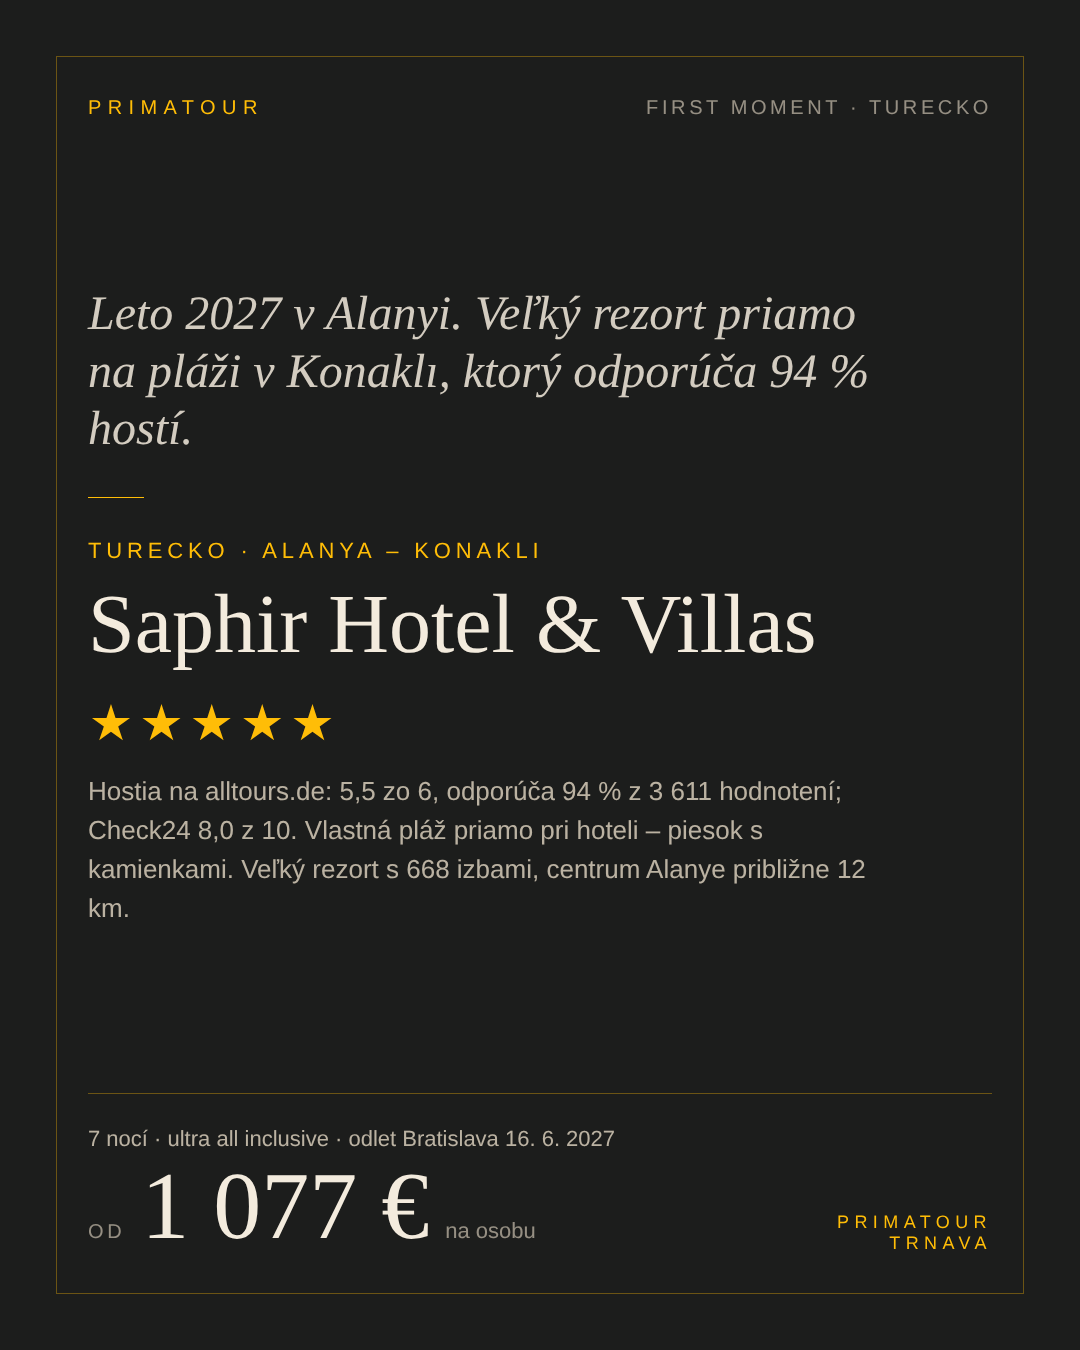 PRIMATOUR
FIRST MOMENT · TURECKO
Leto 2027 v Alanyi. Veľký rezort priamo
na pláži v Konaklı, ktorý odporúča 94 %
hostí.
TURECKO · ALANYA – KONAKLI
Saphir Hotel & Villas
★★★★★
Hostia na alltours.de: 5,5 zo 6, odporúča 94 % z 3 611 hodnotení;
Check24 8,0 z 10. Vlastná pláž priamo pri hoteli – piesok s
kamienkami. Veľký rezort s 668 izbami, centrum Alanye približne 12
km.
7 nocí · ultra all inclusive · odlet Bratislava 16. 6. 2027
OD 1 077 € na osobu
PRIMATOUR
TRNAVA